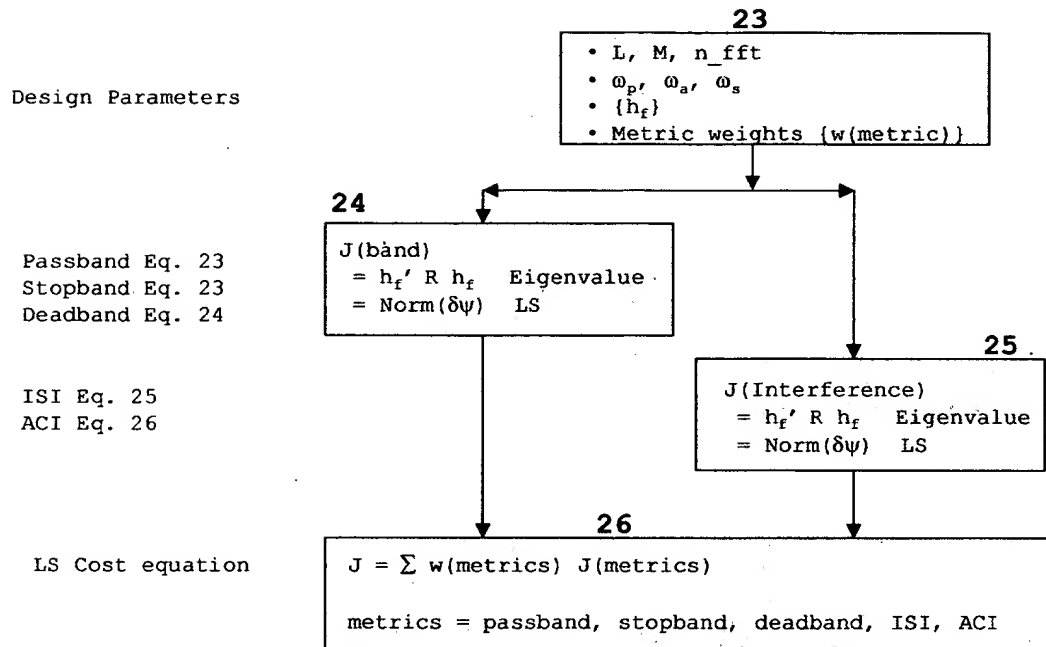 23
• L, M, n_fft
• ωp, ωa, ωs
• {hf}
• Metric weights {w(metric)}
Design Parameters
24
J(band)
= hf′ R hf Eigenvalue
= Norm(δψ) LS
Passband Eq. 23
Stopband Eq. 23
Deadband Eq. 24
25
J(Interference)
= hf′ R hf Eigenvalue
= Norm(δψ) LS
ISI Eq. 25
ACI Eq. 26
26
LS Cost equation
J = ∑ w(metrics) J(metrics)
metrics = passband, stopband, deadband, ISI, ACI